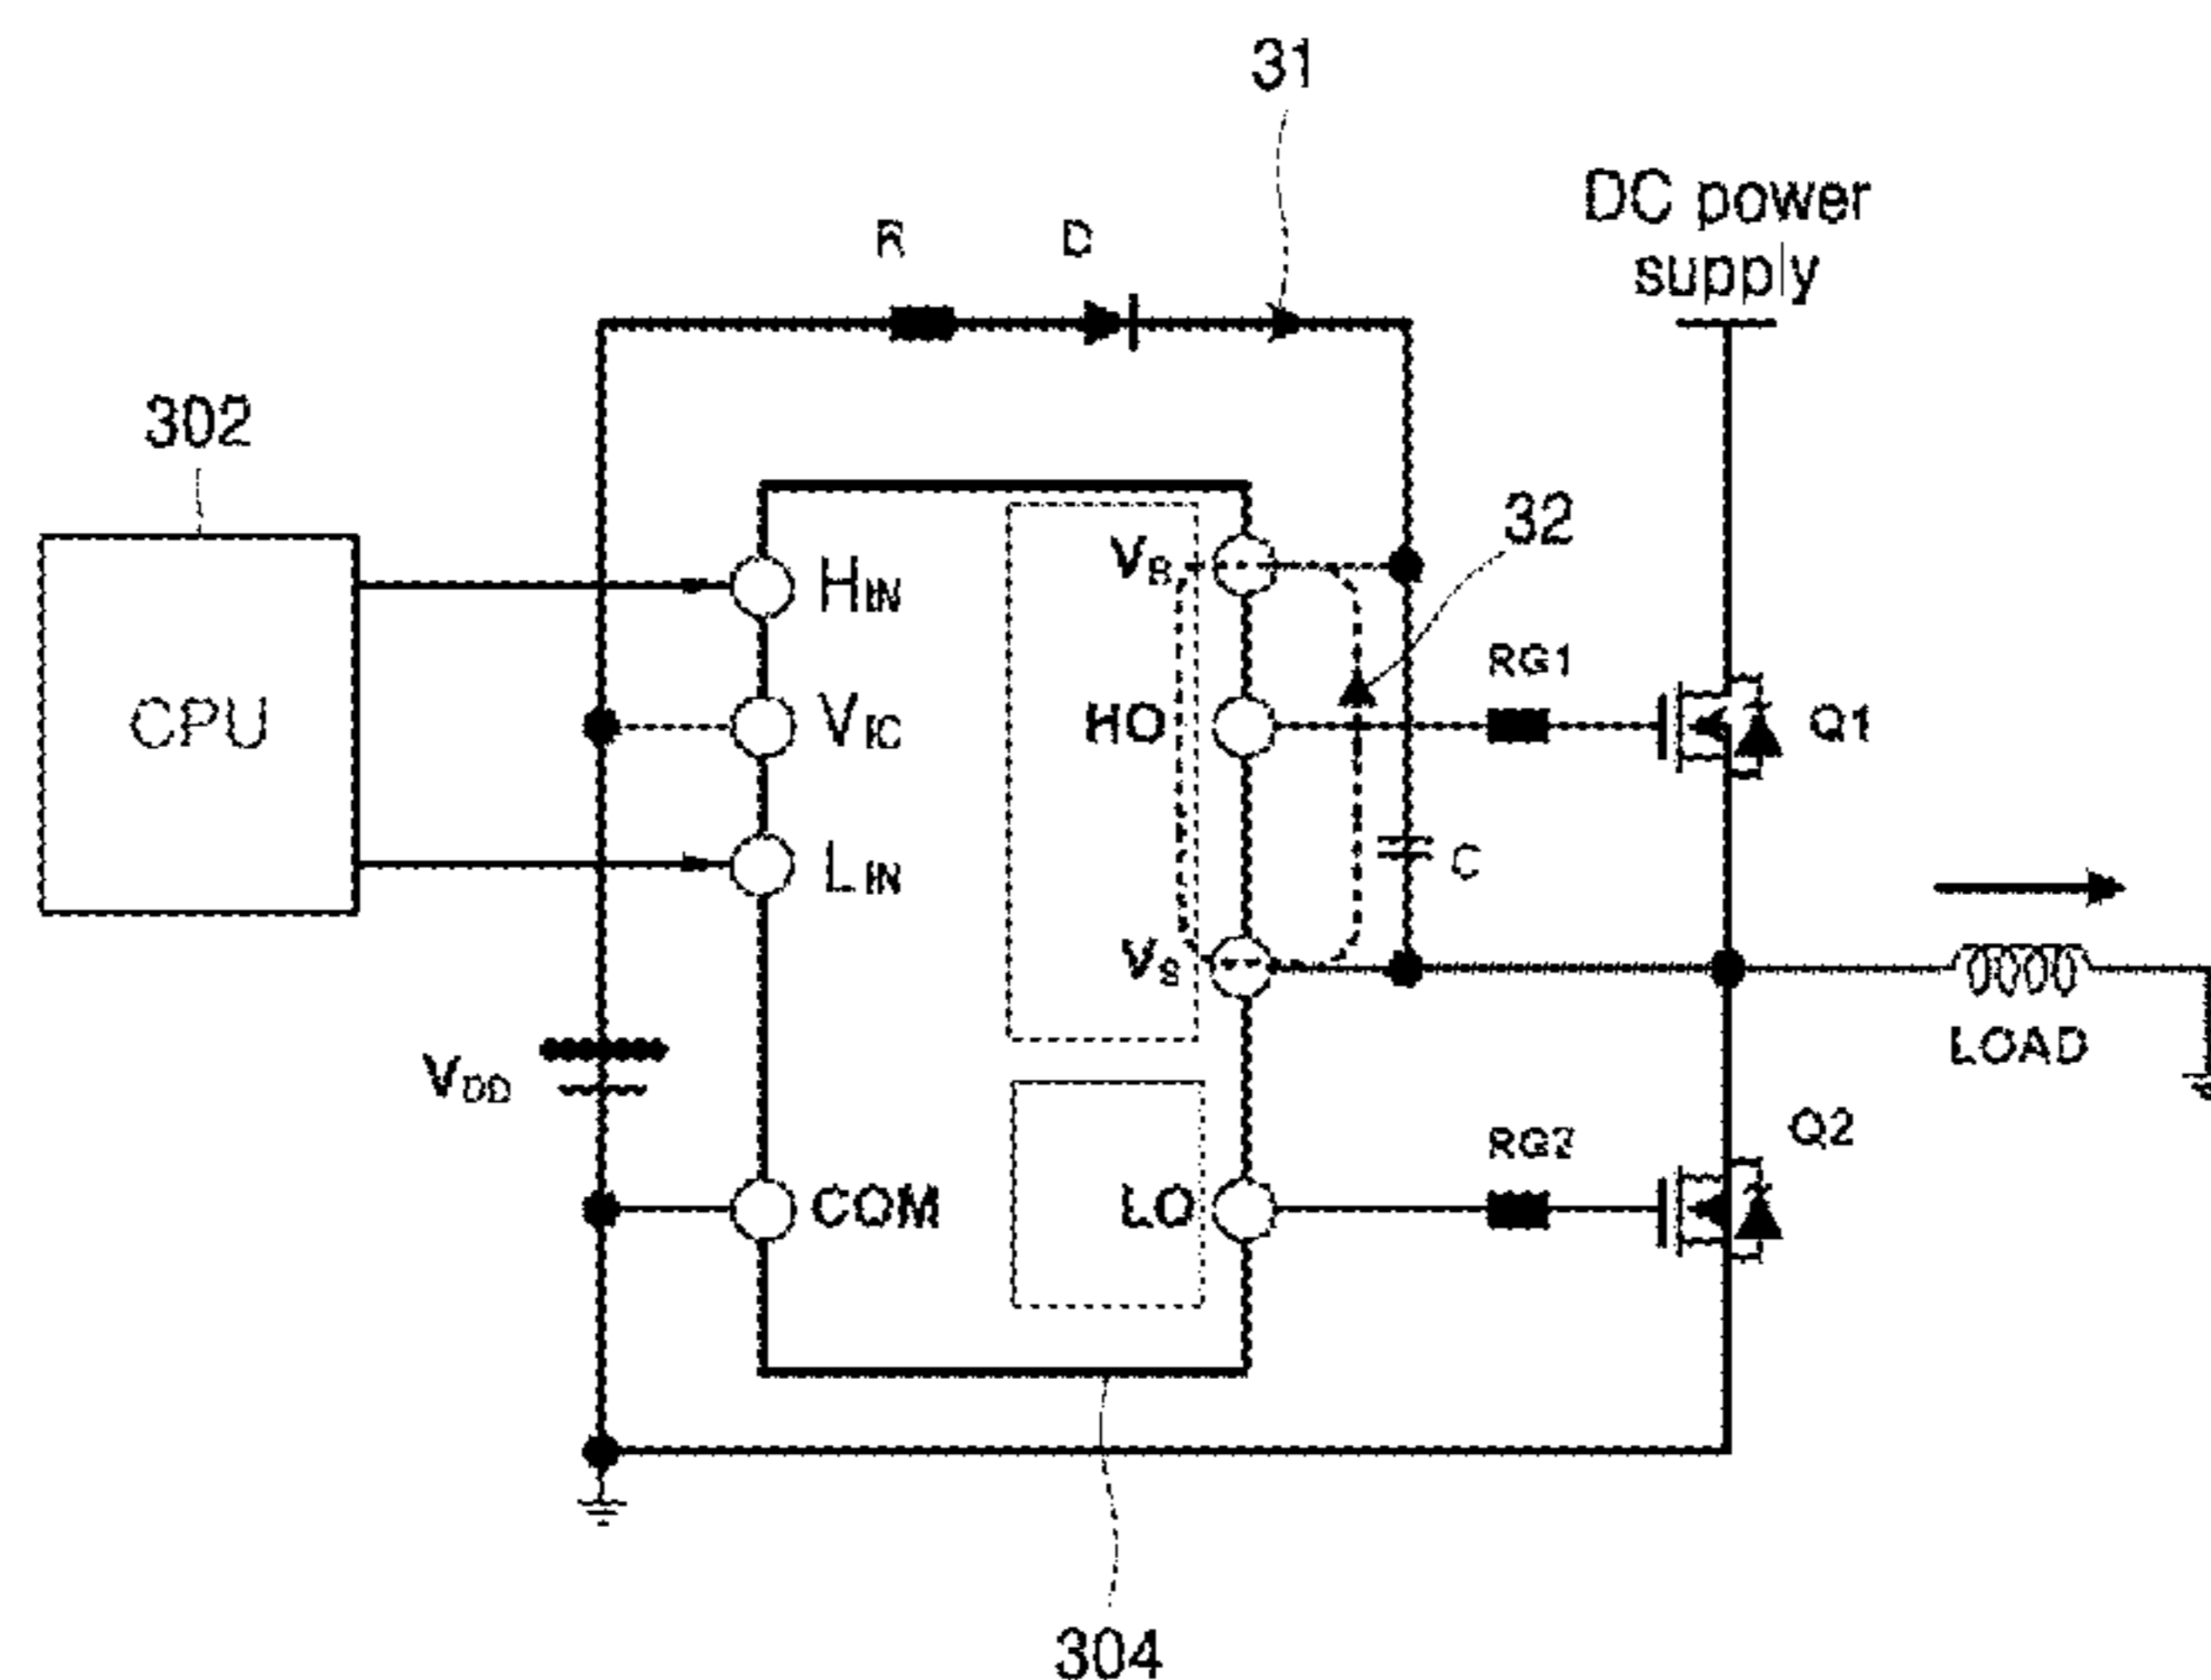 31
DC power
supply
R
D
302
32
CPU
HIN
VIC
LIN
VB
HO
VS
RG1
Q1
C
LOAD
VDD
COM
LO
RG2
Q2
304